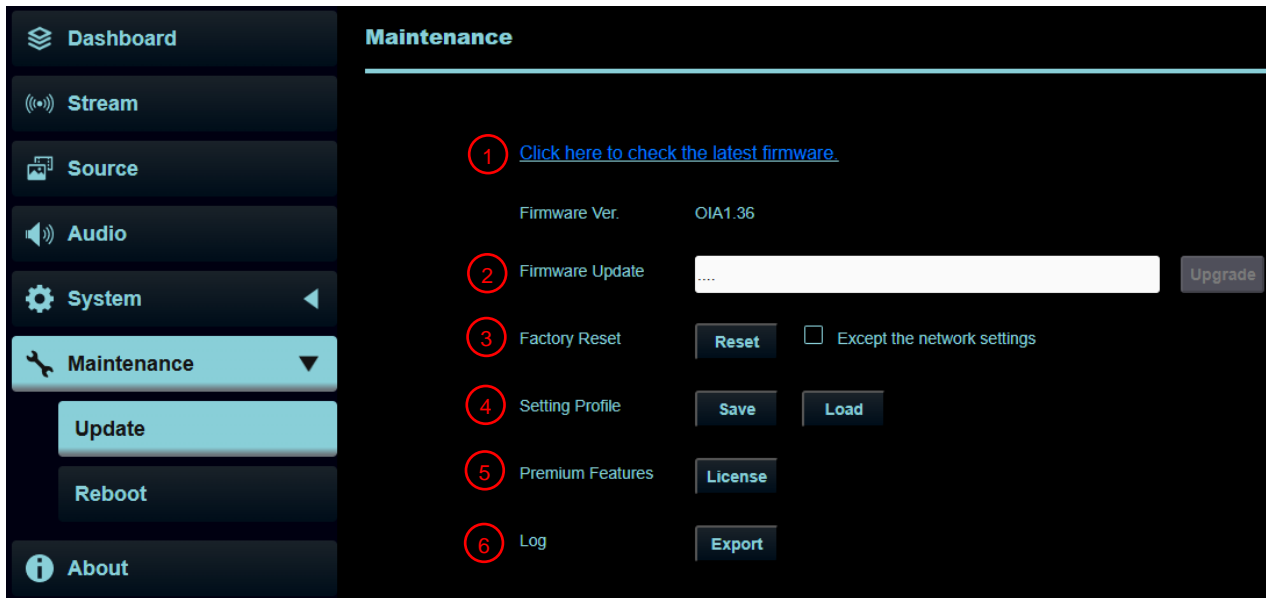 Dashboard
Stream
Source
Audio
System
Maintenance
Update
Reboot
About
Maintenance
1 Click here to check the latest firmware.
Firmware Ver. OIA1.36
2 Firmware Update .... Upgrade
3 Factory Reset Reset Except the network settings
4 Setting Profile Save Load
5 Premium Features License
6 Log Export